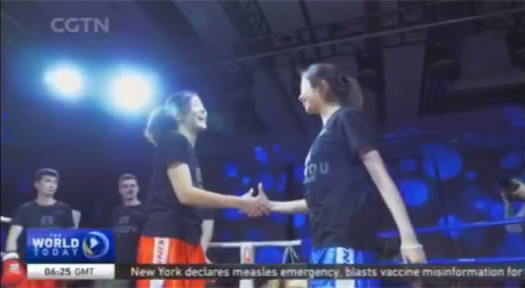 CGTN
THE
WORLD
TODAY
06:25 GMT
New York declares measles emergency, blasts vaccine misinformation for